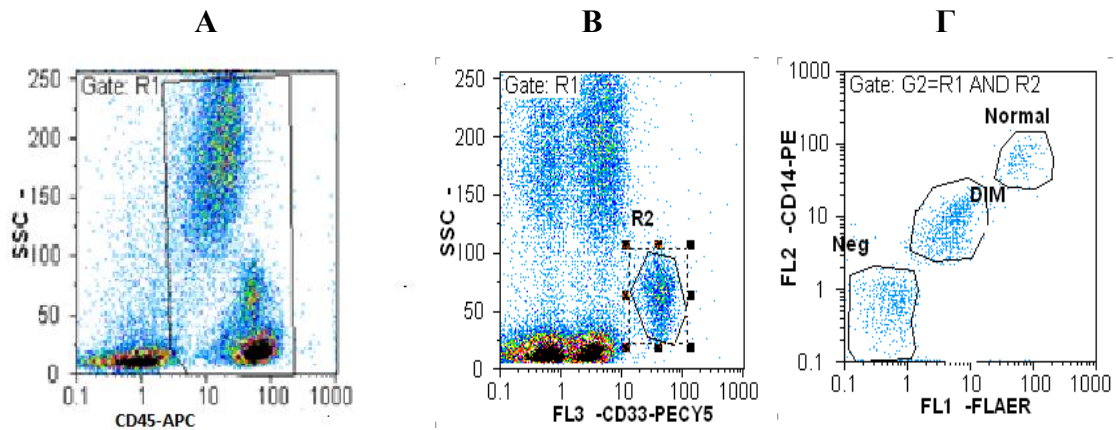 А
В
Г
250
200
150
100
50
0
SSC -
Gate: R1
0.1
1
10
100
1000
CD45-APC
250
200
150
100
50
0
SSC -
Gate: R1
R2
0.1
1
10
100
1000
FL3 -CD33-PECY5
1000
100
10
1
0.1
FL2 -CD14-PE
Gate: G2=R1 AND R2
Normal
DIM
Neg
0.1
1
10
100
1000
FL1 -FLAER